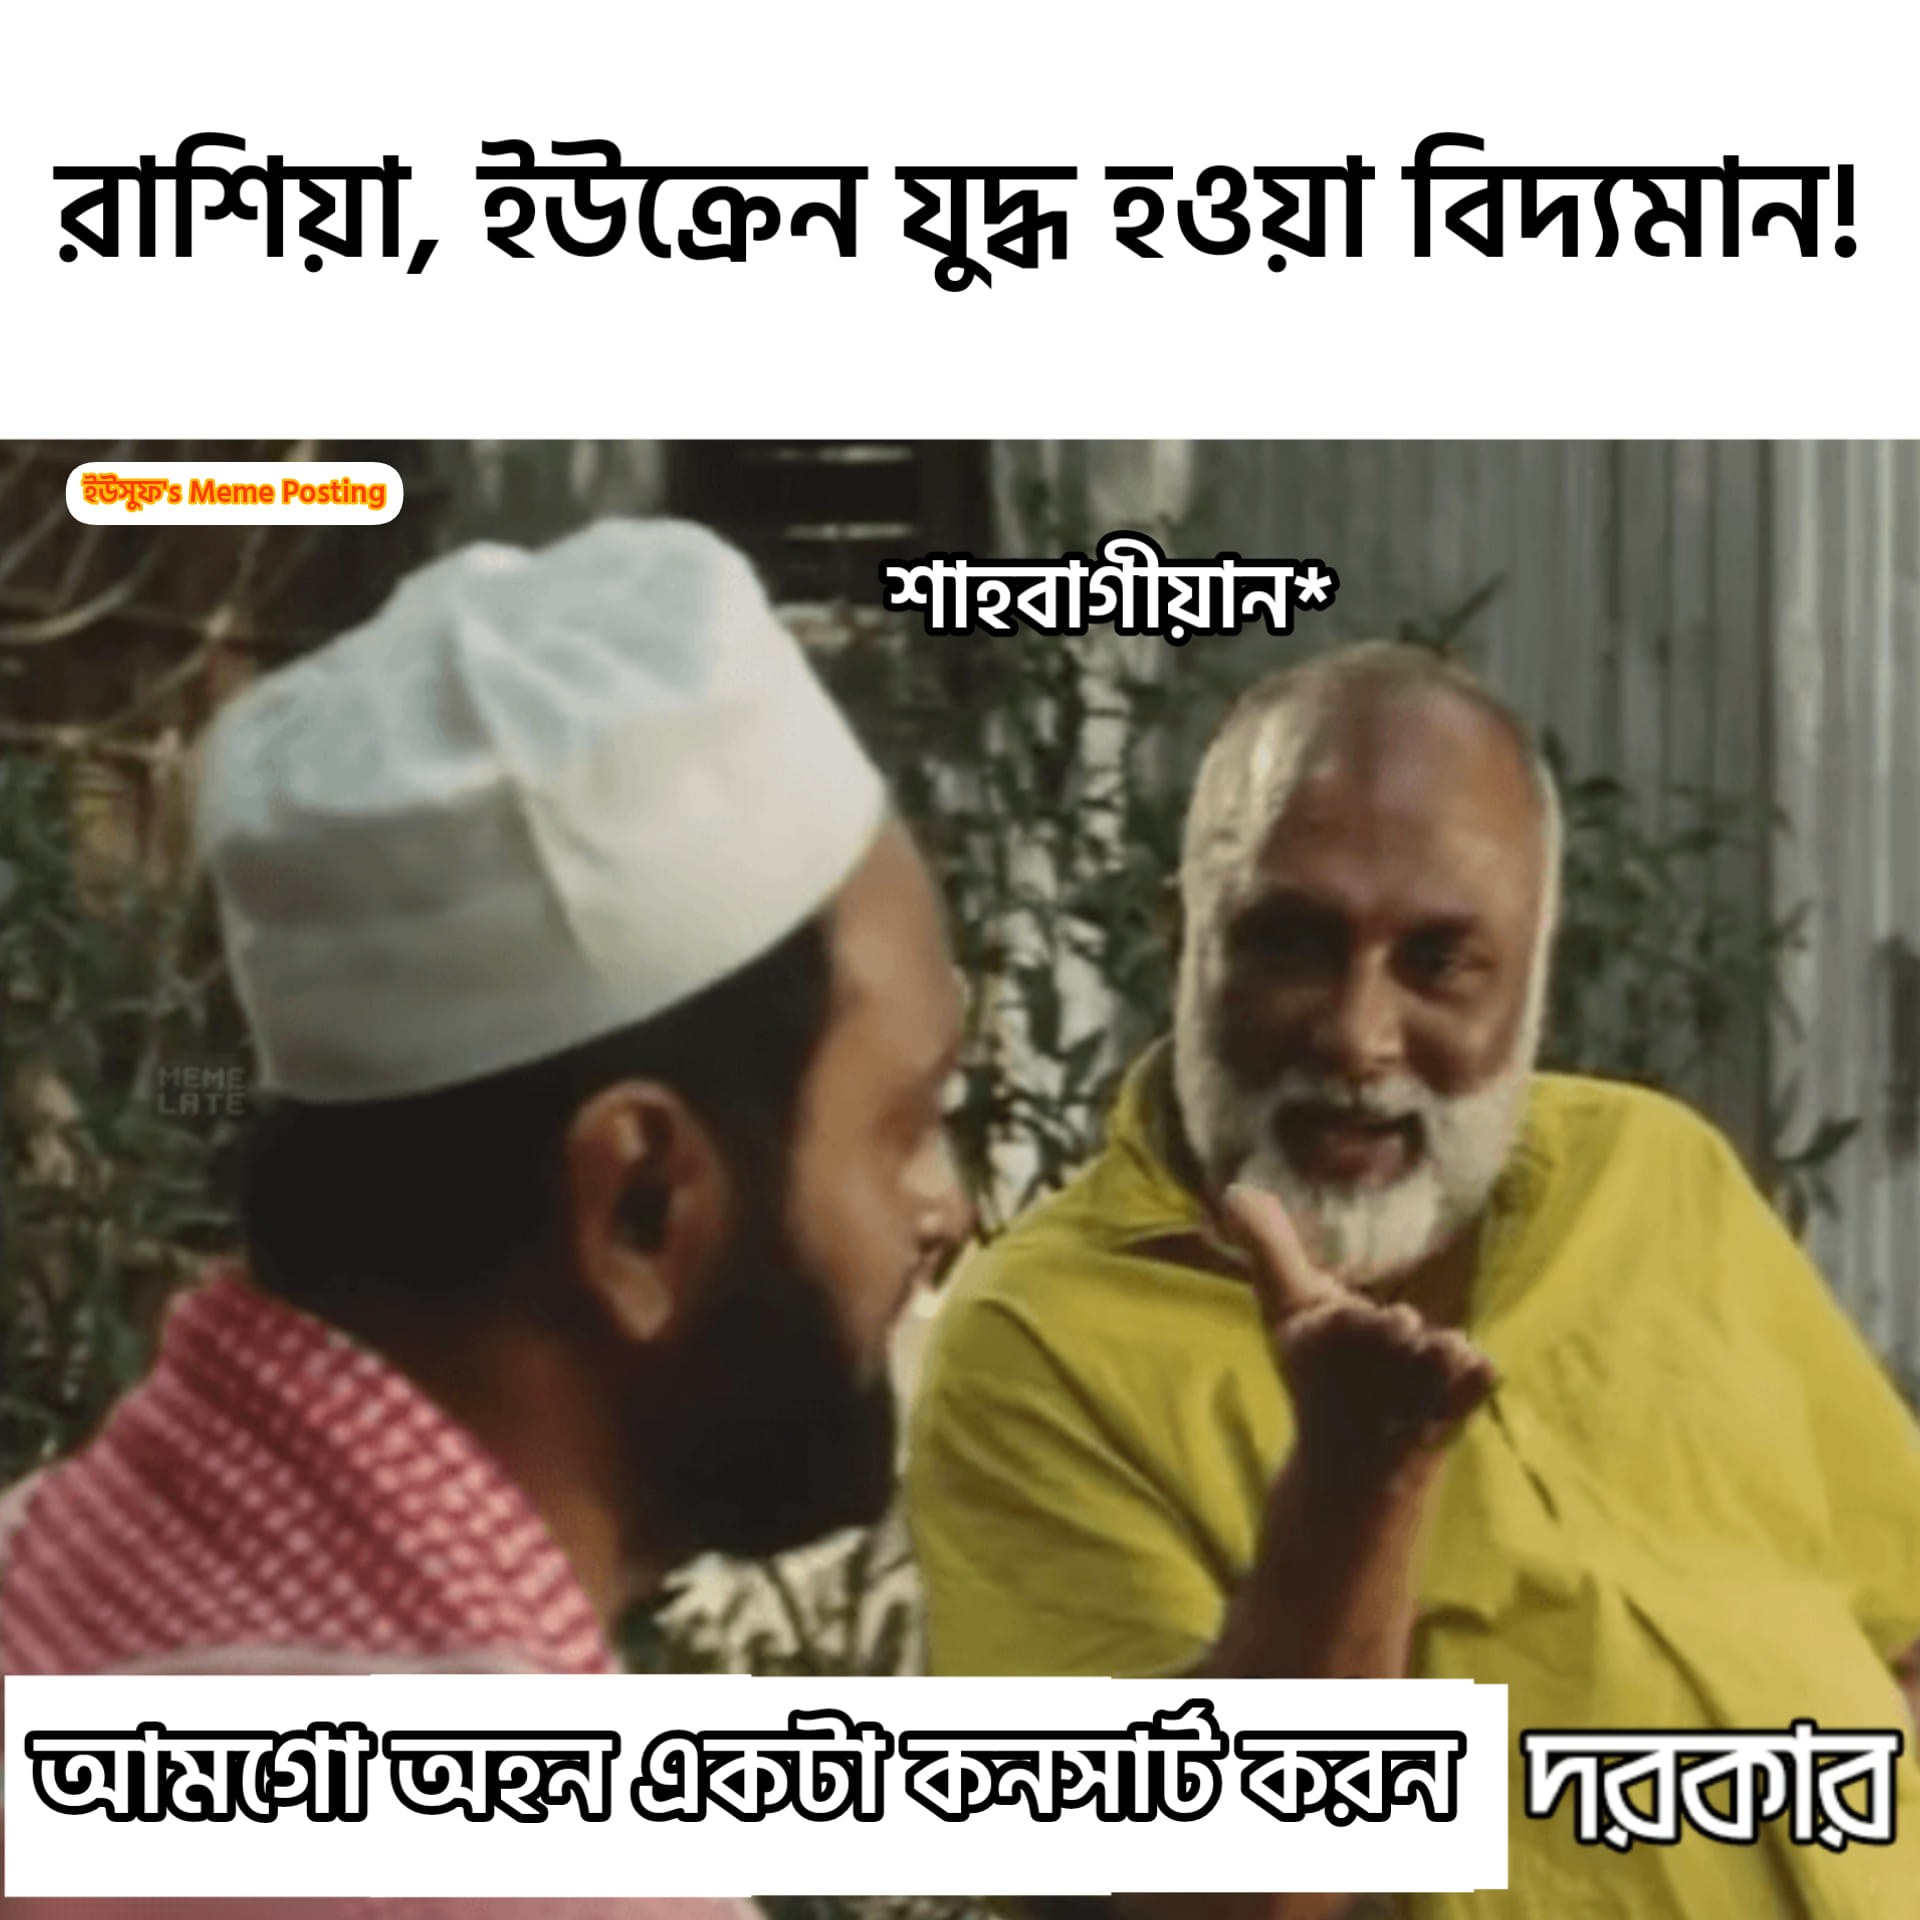 রাশিয়া, ইউক্রেন যুদ্ধ হওয়া বিদ্যমান!
ইউসুফ's Meme Posting
শাহবাগীয়ান*
MEME
LATE
আমগো অহন একটা কনসার্ট করন দরকার